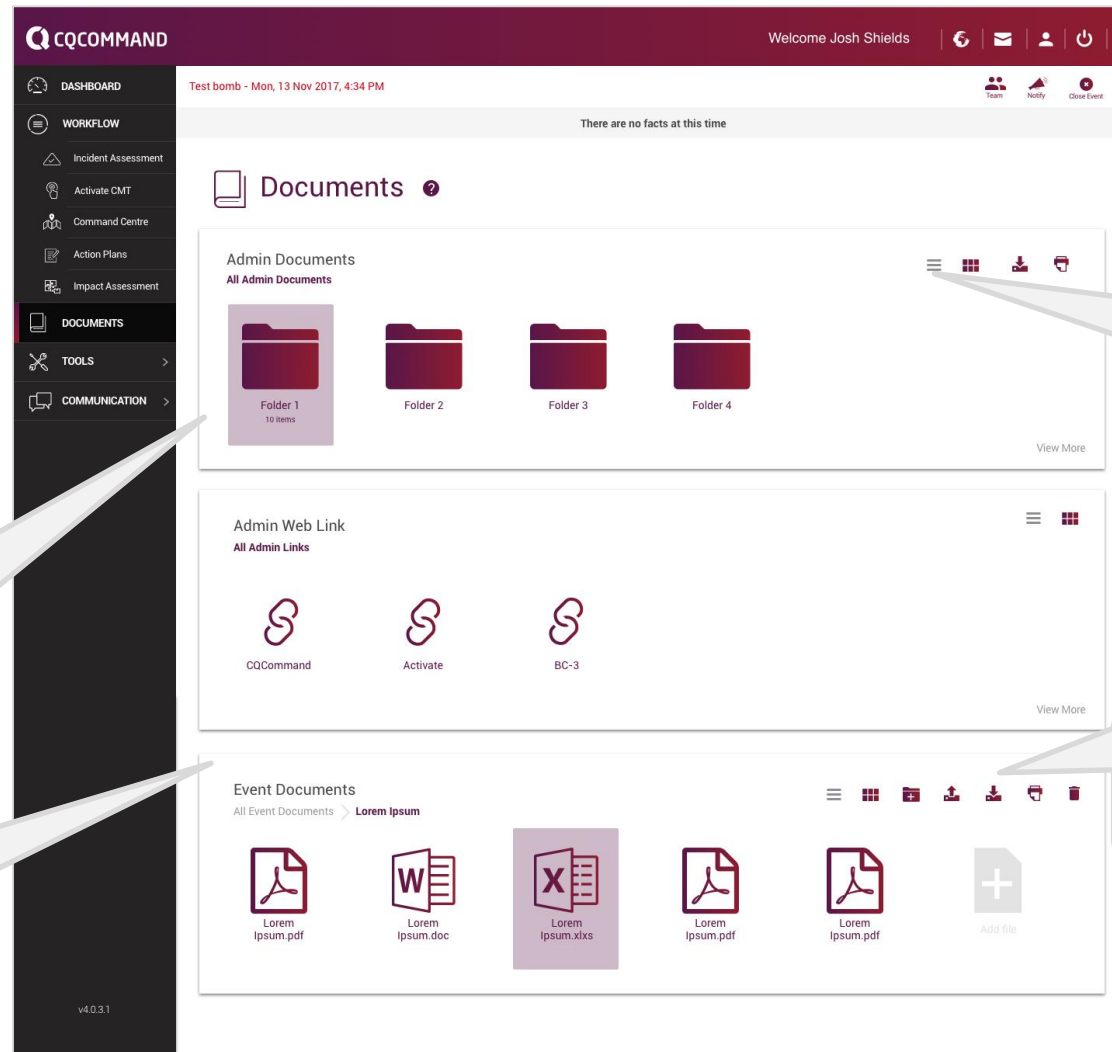 CQCOMMAND
Welcome Josh Shields
DASHBOARD
Test bomb - Mon, 13 Nov 2017, 4:34 PM
Team
Notify
Close Event
WORKFLOW
There are no facts at this time
Incident Assessment
Activate CMT
Command Centre
Action Plans
Impact Assessment
DOCUMENTS
TOOLS
COMMUNICATION
Documents
Admin Documents
All Admin Documents
Folder 1
10 items
Folder 2
Folder 3
Folder 4
View More
Admin Web Link
All Admin Links
CQCommand
Activate
BC-3
View More
Event Documents
All Event Documents > Lorem Ipsum
Lorem
Ipsum.pdf
W
Lorem
Ipsum.doc
X
Lorem
Ipsum.xlxs
Lorem
Ipsum.pdf
Lorem
Ipsum.pdf
Add file
v4.0.3.1